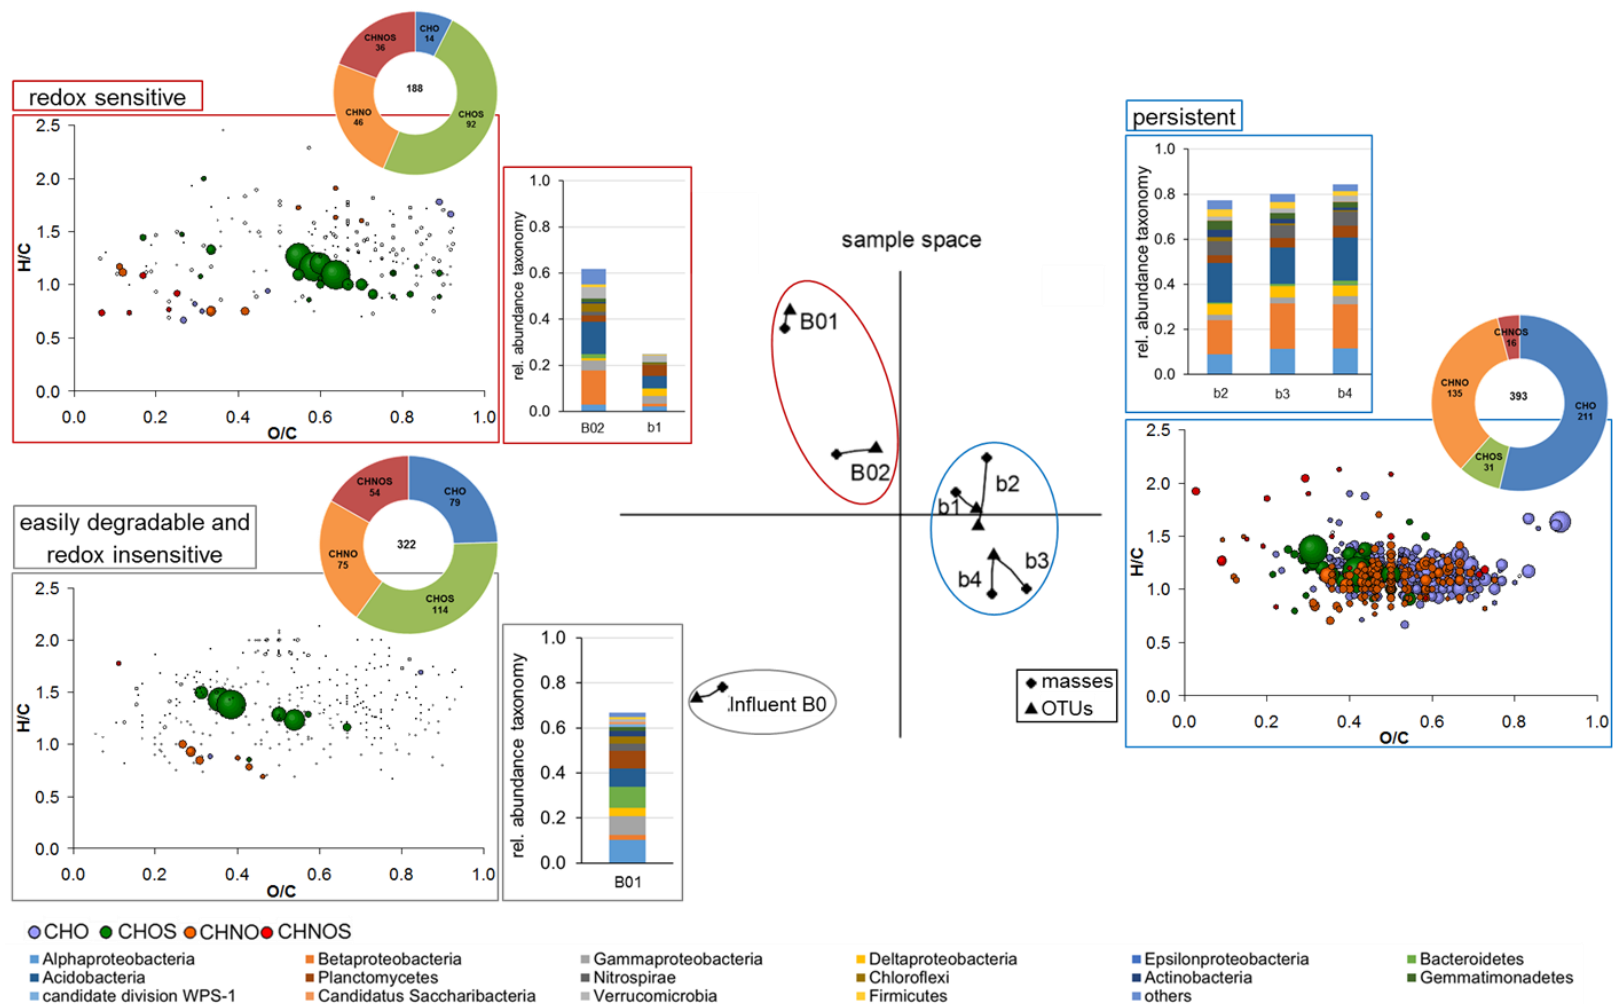 redox sensitive
CHNOS
36
CHO
14
CHNO
46
188
CHOS
92
2.5
2.0
1.5
1.0
0.5
0.0
H/C
0.0 0.2 0.4 0.6 0.8 1.0
O/C
rel. abundance taxonomy
1.0
0.8
0.6
0.4
0.2
0.0
B02 b1
easily degradable and
redox insensitive
CHNOS
54
CHO
79
CHNO
75
322
CHOS
114
2.5
2.0
1.5
1.0
0.5
0.0
H/C
0.0 0.2 0.4 0.6 0.8 1.0
O/C
rel. abundance taxonomy
1.0
0.8
0.6
0.4
0.2
0.0
B01
sample space
B01
B02
b1
b2
b3
b4
Influent B0
masses
OTUs
persistent
rel. abundance taxonomy
1.0
0.8
0.6
0.4
0.2
0.0
b2 b3 b4
CHNOS
16
CHNO
135
393
CHO
211
CHOS
31
2.5
2.0
1.5
1.0
0.5
0.0
H/C
0.0 0.2 0.4 0.6 0.8 1.0
O/C
CHO CHOS CHNO CHNOS
Alphaproteobacteria Betaproteobacteria Gammaproteobacteria Deltaproteobacteria Epsilonproteobacteria Bacteroidetes
Acidobacteria Planctomycetes Nitrospirae Chloroflexi Actinobacteria Gemmatimonadetes
candidate division WPS-1 Candidatus Saccharibacteria Verrucomicrobia Firmicutes others